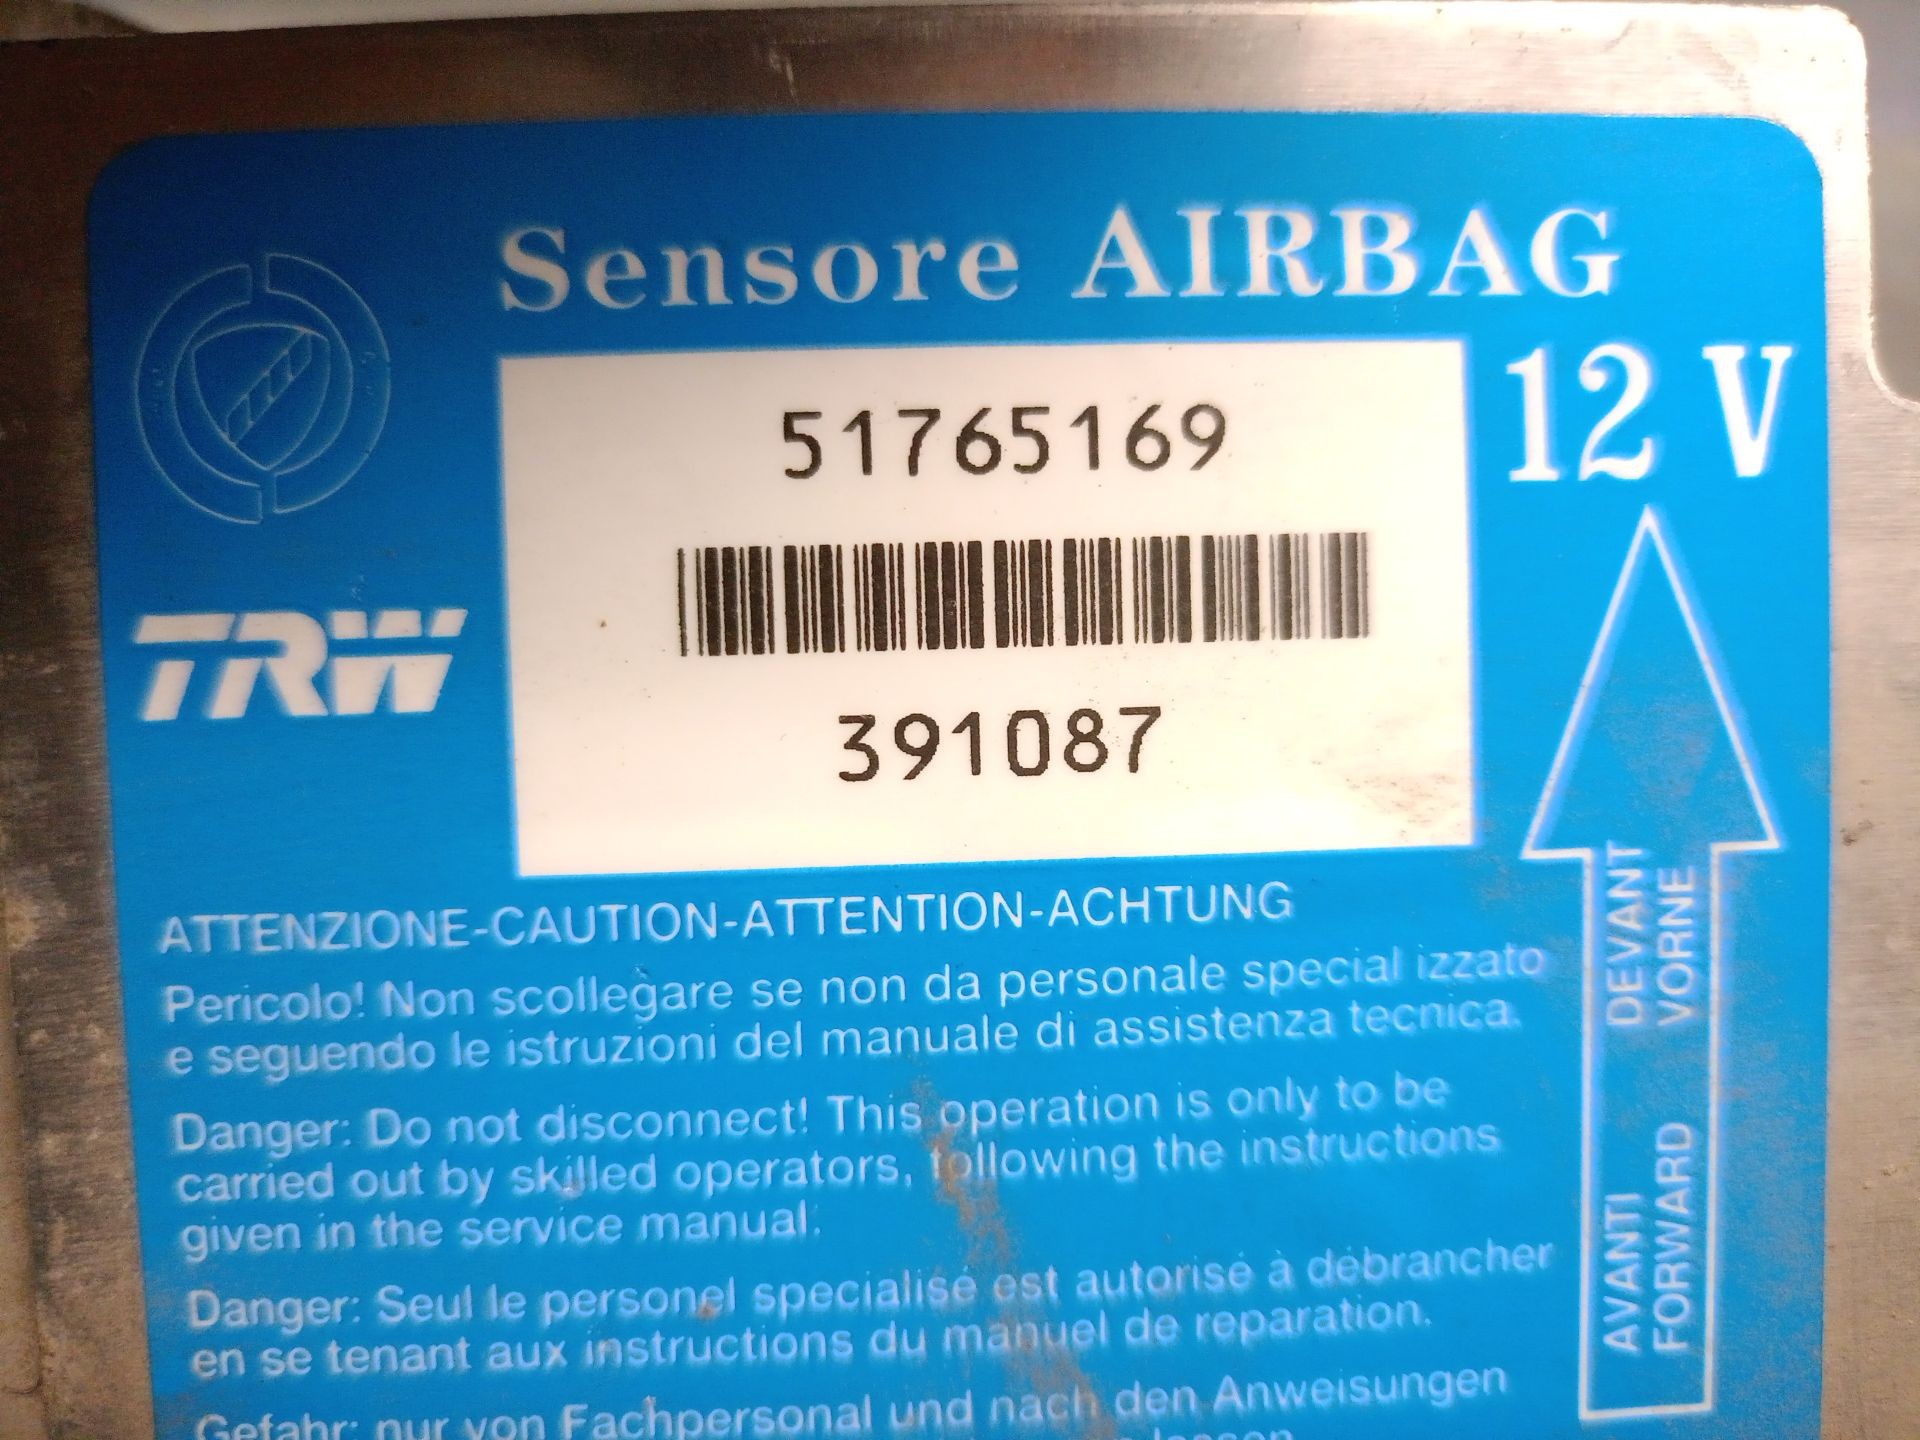 Sensore AIRBAG
12 V
51765169
TRW
391087
ATTENZIONE-CAUTION-ATTENTION-ACHTUNG
Pericolo! Non scollegare se non da personale special izzato
e seguendo le istruzioni del manuale di assistenza tecnica.
Danger: Do not disconnect! This operation is only to be
carried out by skilled operators, following the instructions
given in the service manual.
Danger: Seul le personel specialisé est autorisé à débrancher
en se tenant aux instructions du manuel de reparation.
Gefahr: nur von Fachpersonal und nach den Anweisungen
lassen
DEVANT
VORNE
AVANTI
FORWARD